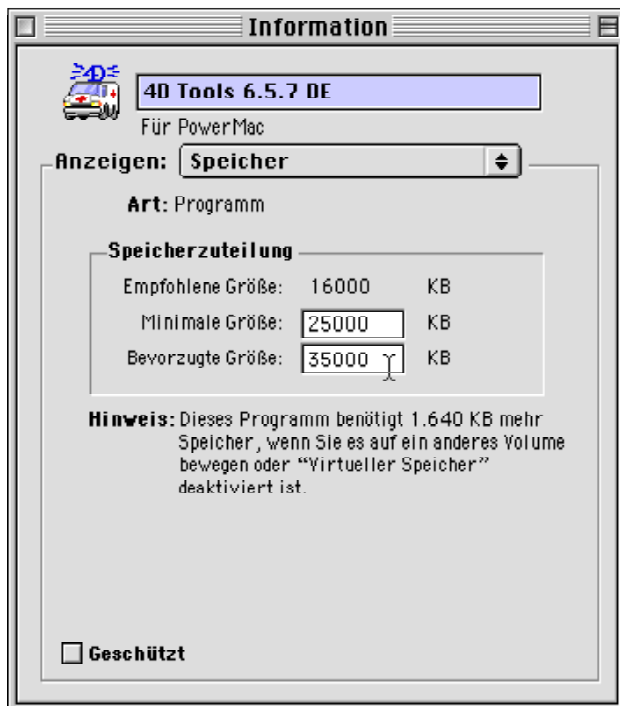 Information
4D Tools 6.5.7 DE
Für PowerMac
Anzeigen: Speicher
Art: Programm
Speicherzuteilung
Empfohlene Größe: 16000 KB
Minimale Größe: 25000 KB
Bevorzugte Größe: 35000 KB
Hinweis: Dieses Programm benötigt 1.640 KB mehr
Speicher, wenn Sie es auf ein anderes Volume
bewegen oder “Virtueller Speicher”
deaktiviert ist.
Geschützt